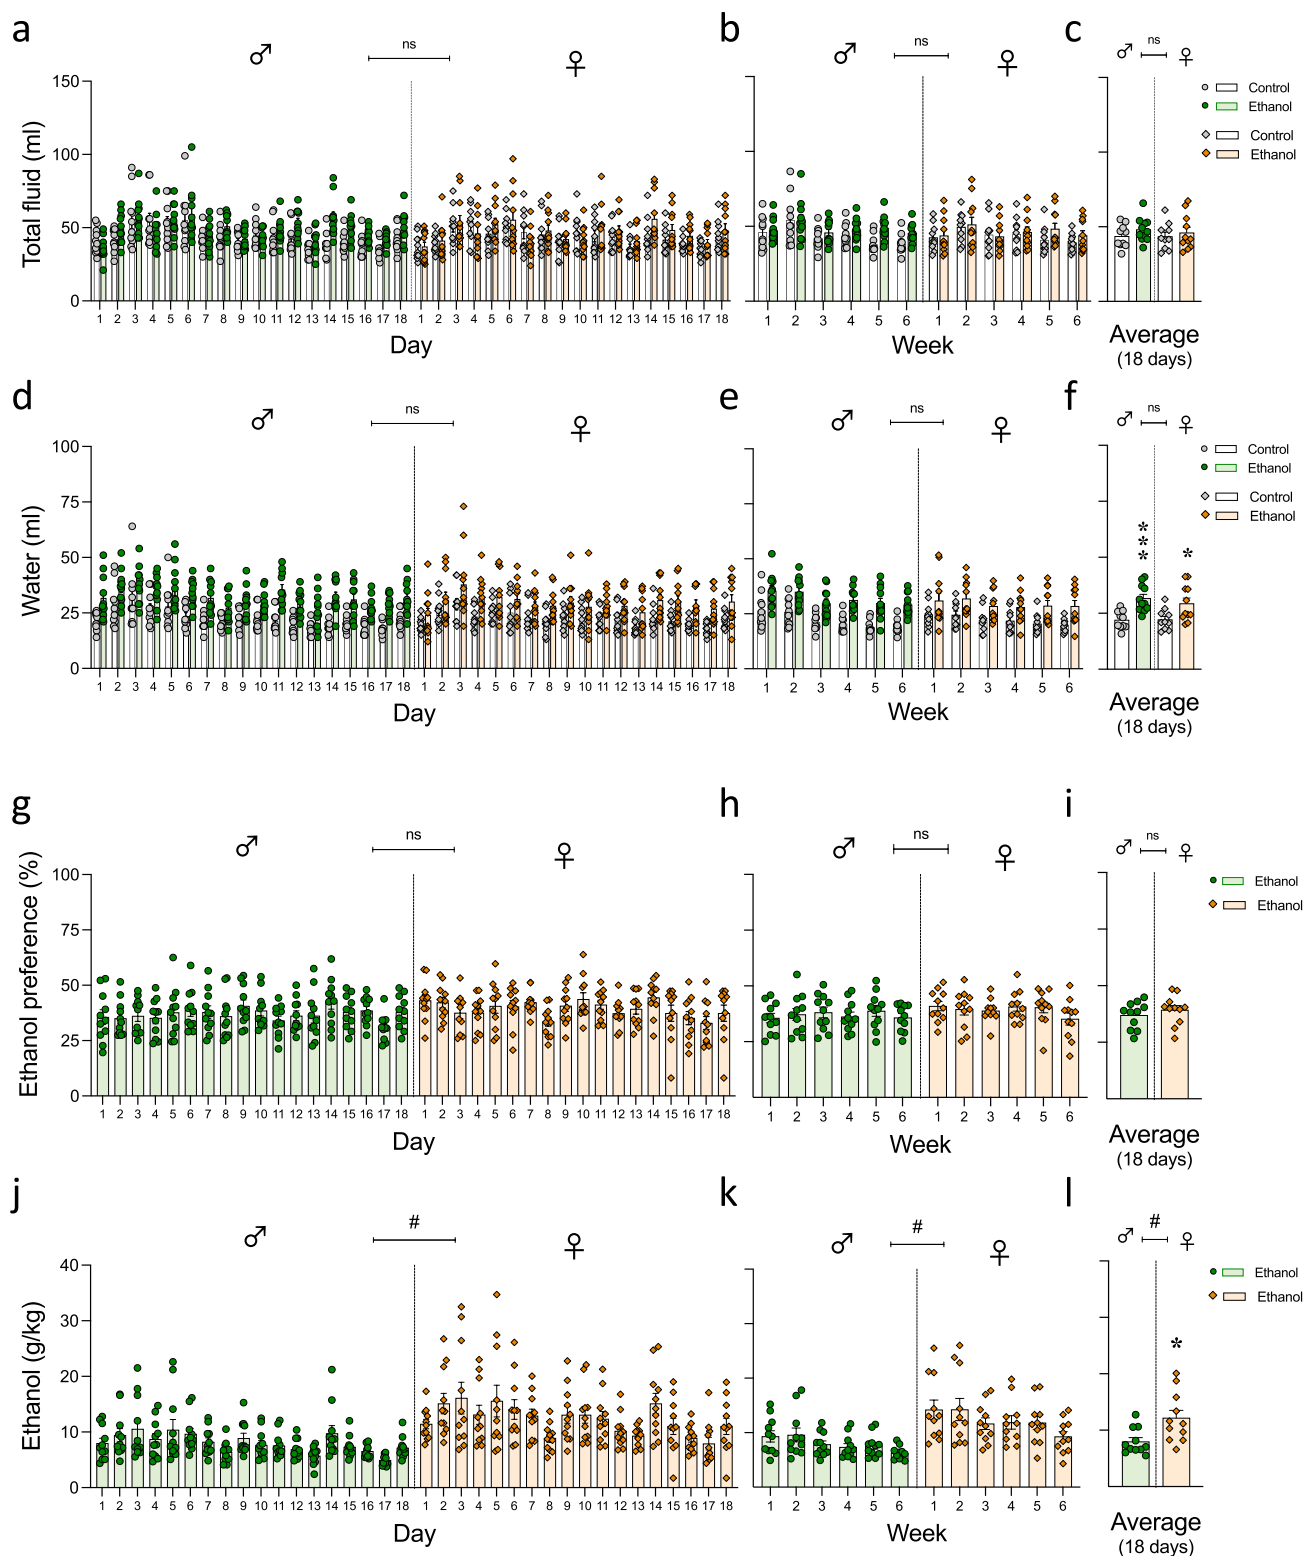 a
b
c
♂
ns
♀
♂
ns
♀
♂ ns ♀
Control
Ethanol
Control
Ethanol
Total fluid (ml)
150
100
50
0
1 2 3 4 5 6 7 8 9 10 11 12 13 14 15 16 17 18 1 2 3 4 5 6 7 8 9 10 11 12 13 14 15 16 17 18
Day
1 2 3 4 5 6 1 2 3 4 5 6
Week
Average
(18 days)
d
e
f
♂
ns
♀
♂
ns
♀
♂ ns ♀
Control
Ethanol
Control
Ethanol
***
*
Water (ml)
100
75
50
25
0
1 2 3 4 5 6 7 8 9 10 11 12 13 14 15 16 17 18 1 2 3 4 5 6 7 8 9 10 11 12 13 14 15 16 17 18
Day
1 2 3 4 5 6 1 2 3 4 5 6
Week
Average
(18 days)
g
h
i
♂
ns
♀
♂
ns
♀
♂ ns ♀
Ethanol
Ethanol
Ethanol preference (%)
100
75
50
25
0
1 2 3 4 5 6 7 8 9 10 11 12 13 14 15 16 17 18 1 2 3 4 5 6 7 8 9 10 11 12 13 14 15 16 17 18
Day
1 2 3 4 5 6 1 2 3 4 5 6
Week
Average
(18 days)
j
k
l
♂
#
♀
♂
#
♀
♂ # ♀
Ethanol
Ethanol
*
Ethanol (g/kg)
40
30
20
10
0
1 2 3 4 5 6 7 8 9 10 11 12 13 14 15 16 17 18 1 2 3 4 5 6 7 8 9 10 11 12 13 14 15 16 17 18
Day
1 2 3 4 5 6 1 2 3 4 5 6
Week
Average
(18 days)